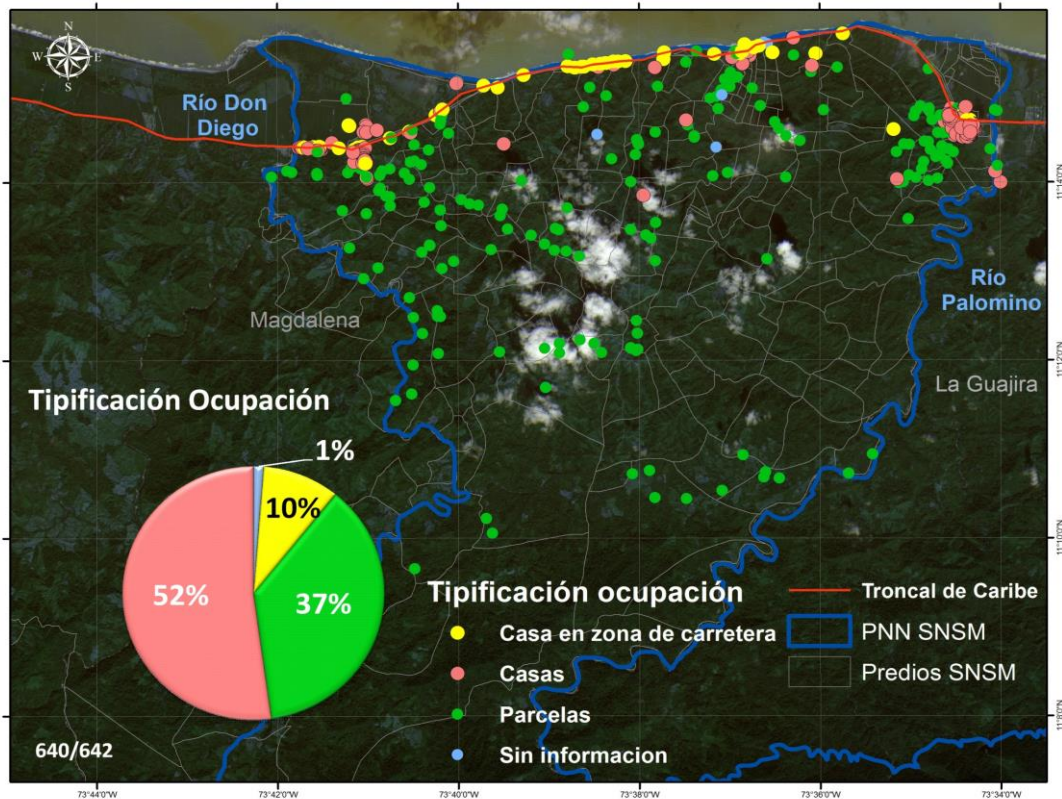 N
W E
S
Río Don
Diego
Magdalena
Río
Palomino
La Guajira
Tipificación Ocupación
1%
10%
52%
37%
640/642
Tipificación ocupación
Casa en zona de carretera
Casas
Parcelas
Sin informacion
Troncal de Caribe
PNN SNSM
Predios SNSM
11°14'0"N
11°12'0"N
11°10'0"N
11°8'0"N
73°44'0"W
73°42'0"W
73°40'0"W
73°38'0"W
73°36'0"W
73°34'0"W